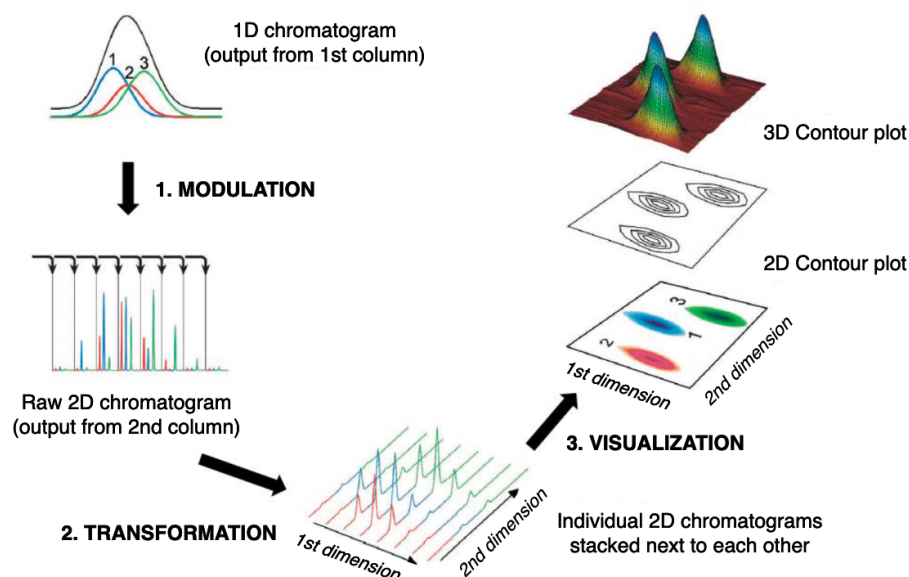 1D chromatogram
(output from 1st column)
1
2
3
1. MODULATION
Raw 2D chromatogram
(output from 2nd column)
2. TRANSFORMATION
1st dimension
2nd dimension
Individual 2D chromatograms
stacked next to each other
3. VISUALIZATION
3D Contour plot
2D Contour plot
3
1
2
1st dimension
2nd dimension